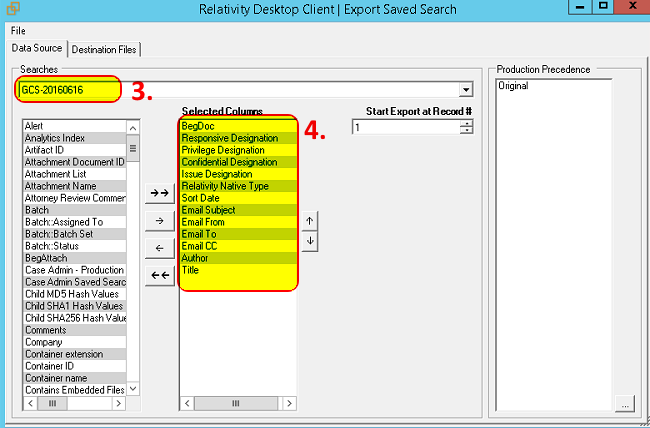 Relativity Desktop Client | Export Saved Search
File
Data Source
Destination Files
Searches
GCS-20160616
3.
Selected Columns
4.
Start Export at Record #
1
Alert
Analytics Index
Artifact ID
Attachment Document ID
Attachment List
Attachment Name
Attorney Review Commen
Batch
Batch::Assigned To
Batch::Batch Set
Batch::Status
BegAttach
Case Admin - Production
Case Admin Saved Searc
Child MD5 Hash Values
Child SHA1 Hash Values
Child SHA256 Hash Values
Comments
Company
Container extension
Container ID
Container name
Contains Embedded Files
BegDoc
Responsive Designation
Privilege Designation
Confidential Designation
Issue Designation
Relativity Native Type
Sort Date
Email Subject
Email From
Email To
Email CC
Author
Title
Production Precedence
Original
...